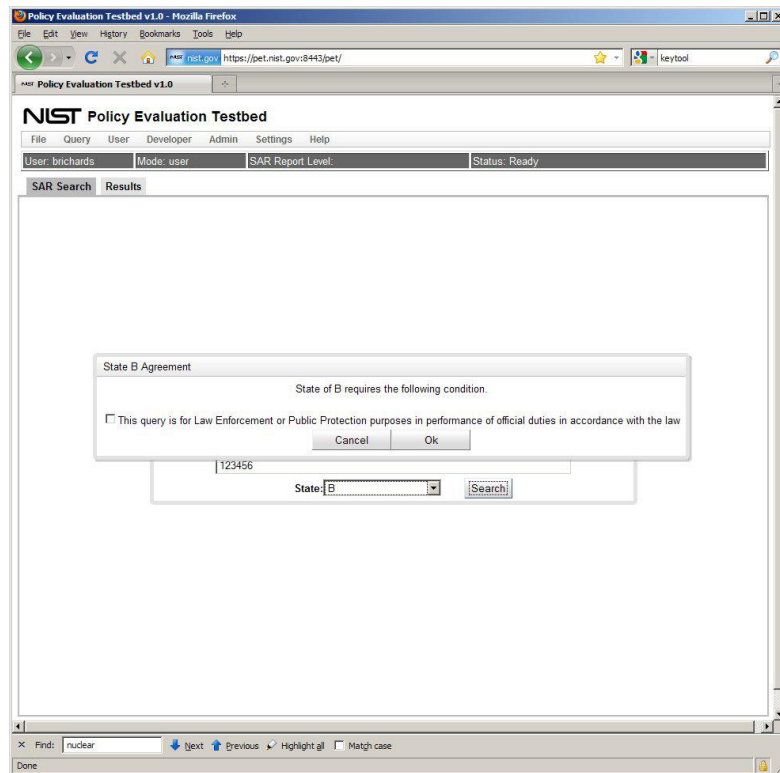 Policy Evaluation Testbed v1.0 - Mozilla Firefox
File Edit View History Bookmarks Tools Help
NIST nist.gov https://pet.nist.gov:8443/pet/ keytool
NIST Policy Evaluation Testbed v1.0
NIST Policy Evaluation Testbed
File Query User Developer Admin Settings Help
User: brichards Mode: user SAR Report Level: Status: Ready
SAR Search Results
State B Agreement
State of B requires the following condition.
This query is for Law Enforcement or Public Protection purposes in performance of official duties in accordance with the law
Cancel Ok
123456
State: B Search
× Find: nuclear Next Previous Highlight all Match case
Done